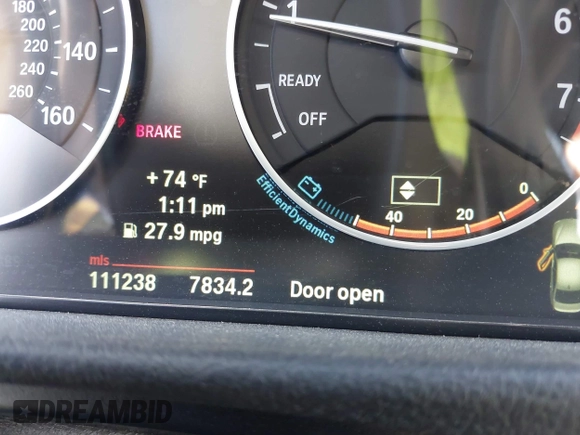 180
200
220
240
260
140
160
BRAKE
+74 °F
1:11 pm
27.9 mpg
mls
111238 7834.2
Door open
1
6
7
READY
OFF
EfficientDynamics
40 20 0
DREAMBID